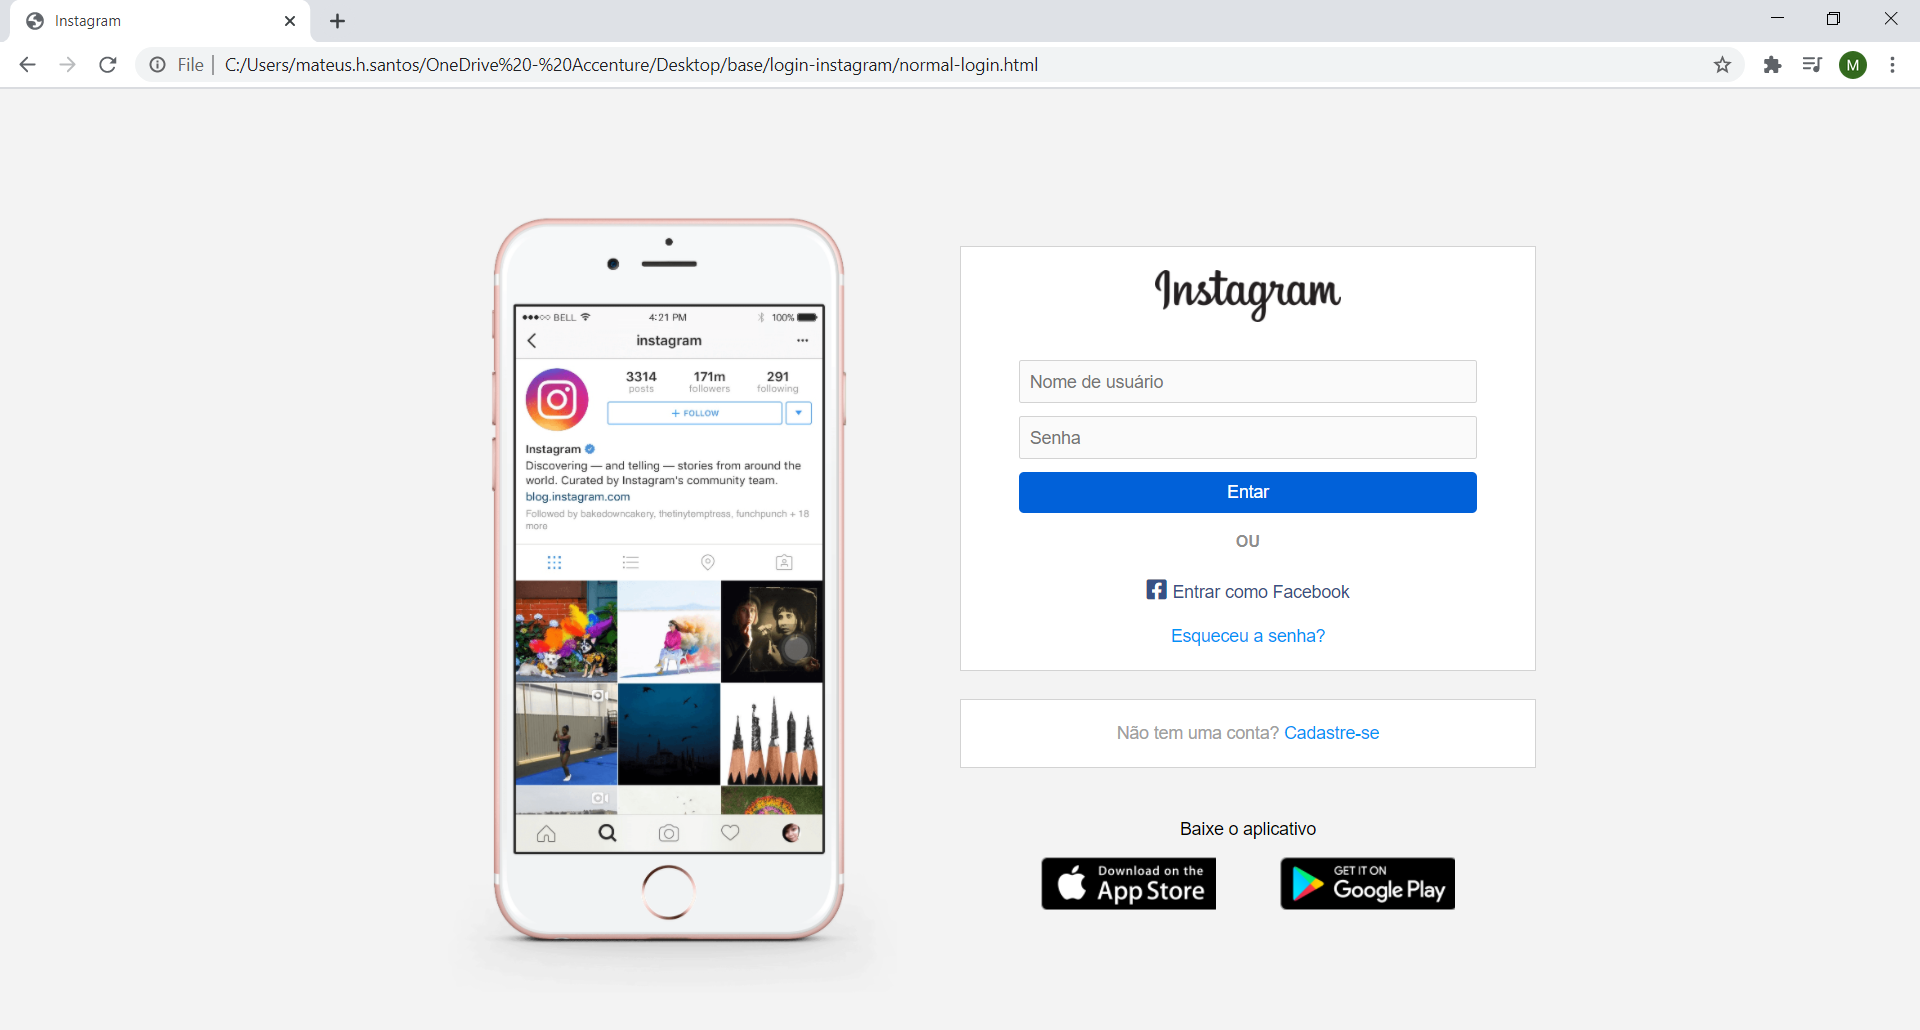 Instagram
File
C:/Users/mateus.h.santos/OneDrive%20-%20Accenture/Desktop/base/login-instagram/normal-login.html
M
BELL 4:21 PM 100%
instagram
3314 171m 291
posts followers following
+ FOLLOW
Instagram
Discovering — and telling — stories from around the
world. Curated by Instagram's community team.
blog.instagram.com
Followed by bakedowncakery, thetinytemptress, funchpunch + 18
more
Instagram
Nome de usuário
Senha
Entar
OU
Entrar como Facebook
Esqueceu a senha?
Não tem uma conta? Cadastre-se
Baixe o aplicativo
Download on the
App Store
GET IT ON
Google Play